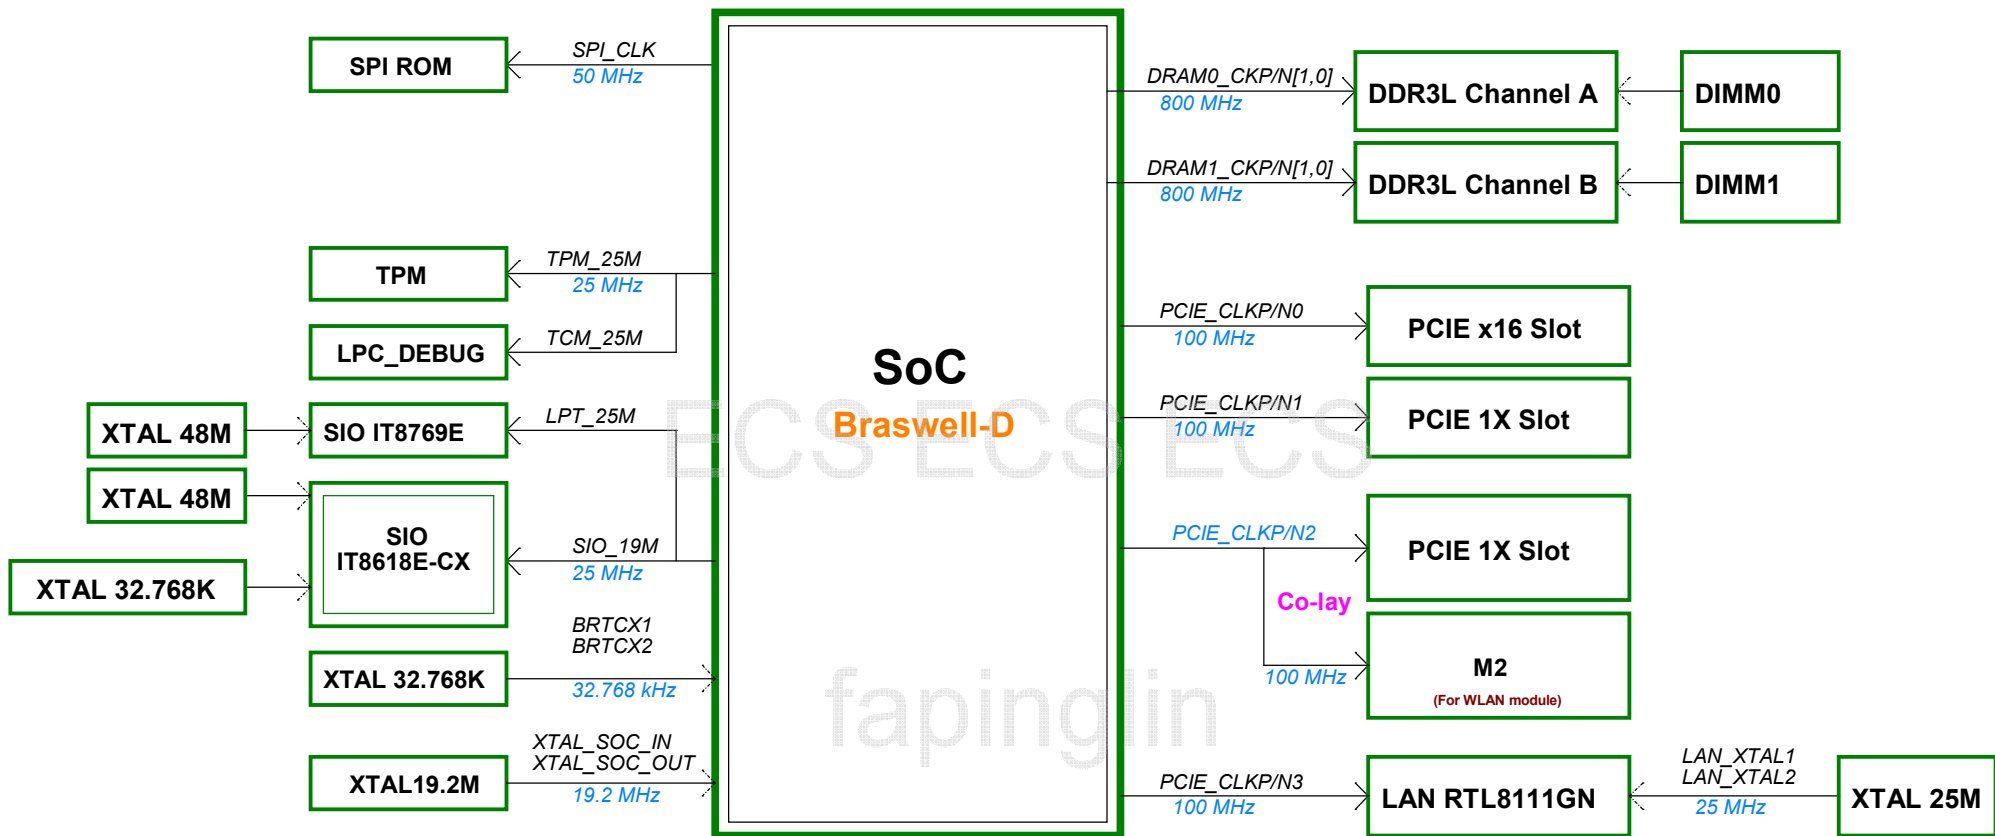 SPI ROM
SPI_CLK
50 MHz
TPM
TPM_25M
25 MHz
LPC_DEBUG
TCM_25M
XTAL 48M
SIO IT8769E
LPT_25M
XTAL 48M
SIO
IT8618E-CX
SIO_19M
25 MHz
XTAL 32.768K
XTAL 32.768K
BRTCX1
BRTCX2
32.768 kHz
XTAL19.2M
XTAL_SOC_IN
XTAL_SOC_OUT
19.2 MHz
SoC
Braswell-D
ECS ECS ECS
fapinglin
DRAM0_CKP/N[1,0]
800 MHz
DDR3L Channel A
DIMM0
DRAM1_CKP/N[1,0]
800 MHz
DDR3L Channel B
DIMM1
PCIE_CLKP/N0
100 MHz
PCIE x16 Slot
PCIE_CLKP/N1
100 MHz
PCIE 1X Slot
PCIE_CLKP/N2
PCIE 1X Slot
Co-lay
100 MHz
M2
(For WLAN module)
PCIE_CLKP/N3
100 MHz
LAN RTL8111GN
LAN_XTAL1
LAN_XTAL2
25 MHz
XTAL 25M